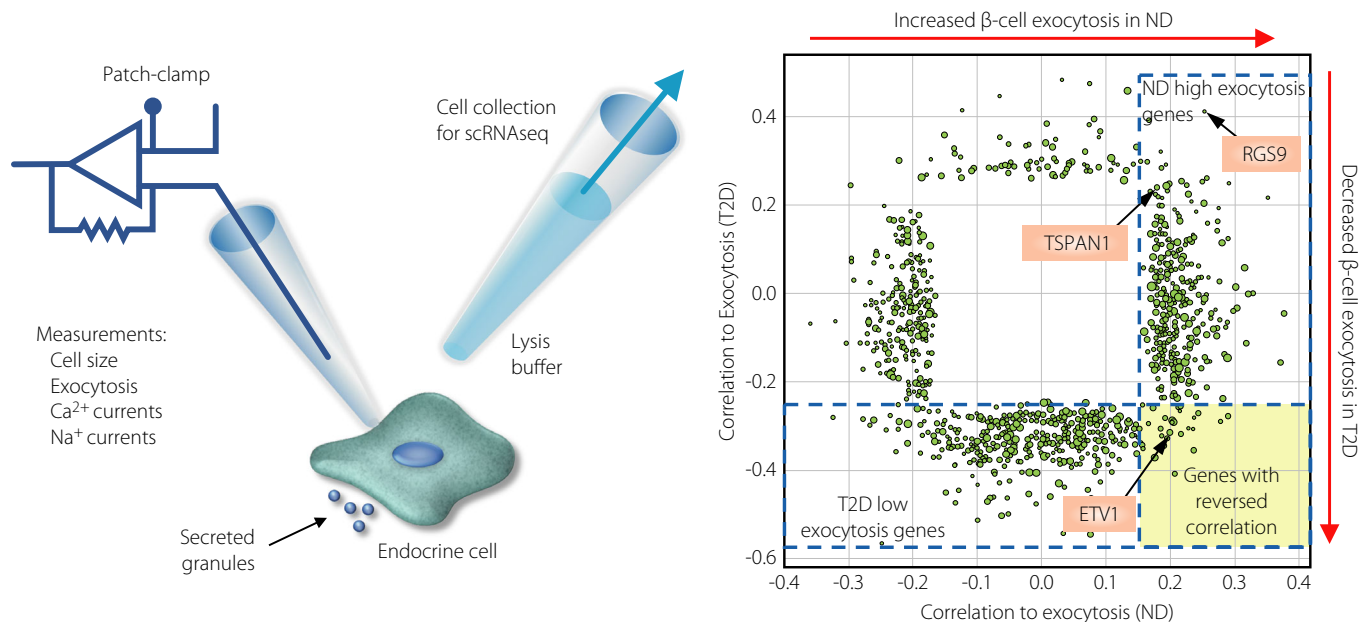 Patch-clamp
Cell collection
for scRNAseq
Measurements:
Cell size
Exocytosis
Ca²⁺ currents
Na⁺ currents
Lysis
buffer
Secreted
granules
Endocrine cell
Increased β-cell exocytosis in ND
ND high exocytosis
genes
RGS9
TSPAN1
ETV1
T2D low
exocytosis genes
Genes with
reversed
correlation
Decreased β-cell exocytosis in T2D
Correlation to Exocytosis (T2D)
0.4
0.2
0.0
-0.2
-0.4
-0.6
-0.4 -0.3 -0.2 -0.1 0.0 0.1 0.2 0.3 0.4
Correlation to exocytosis (ND)